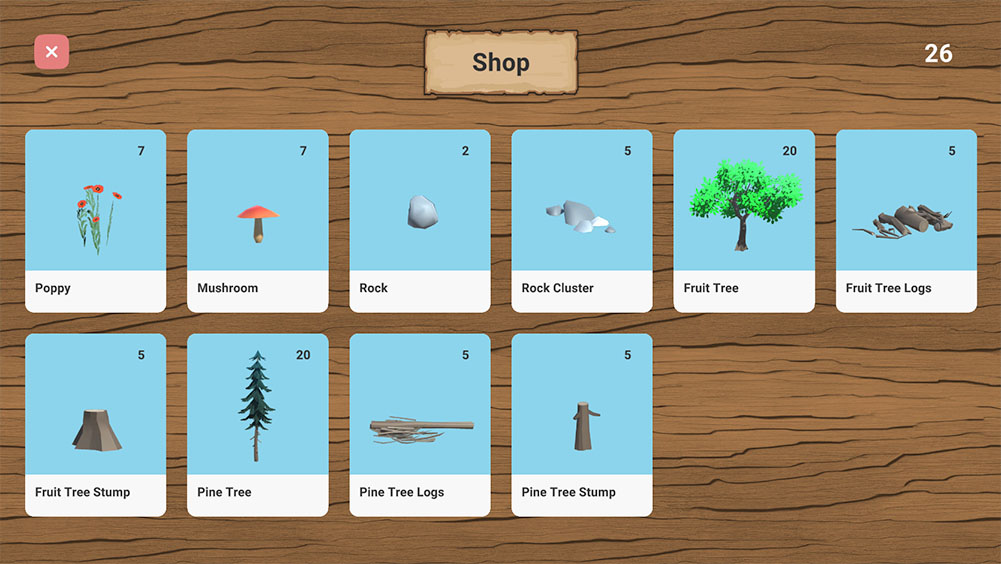 Shop
26
7
Poppy
7
Mushroom
2
Rock
5
Rock Cluster
20
Fruit Tree
5
Fruit Tree Logs
5
Fruit Tree Stump
20
Pine Tree
5
Pine Tree Logs
5
Pine Tree Stump